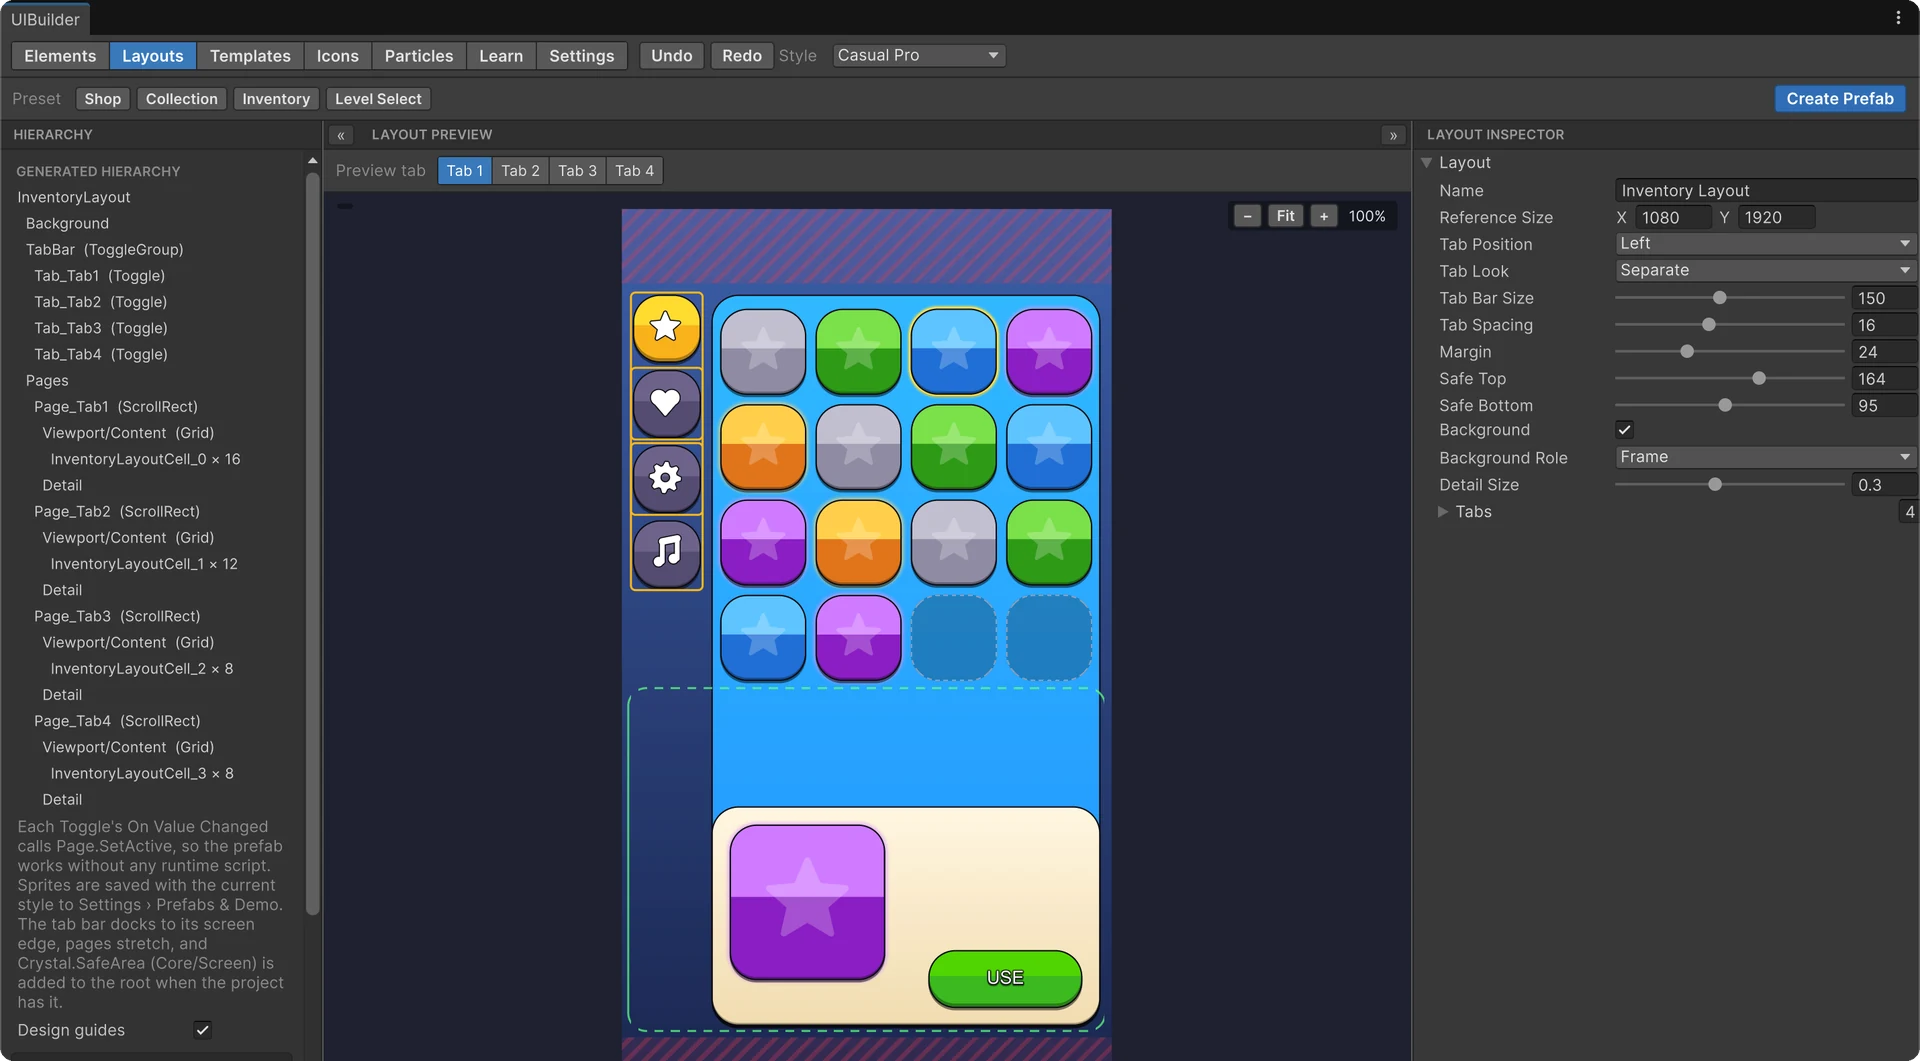 UIBuilder
Elements Layouts Templates Icons Particles Learn Settings Undo Redo Style Casual Pro
Preset Shop Collection Inventory Level Select Create Prefab
HIERARCHY
GENERATED HIERARCHY
InventoryLayout
Background
TabBar (ToggleGroup)
Tab_Tab1 (Toggle)
Tab_Tab2 (Toggle)
Tab_Tab3 (Toggle)
Tab_Tab4 (Toggle)
Pages
Page_Tab1 (ScrollRect)
Viewport/Content (Grid)
InventoryLayoutCell_0 × 16
Detail
Page_Tab2 (ScrollRect)
Viewport/Content (Grid)
InventoryLayoutCell_1 × 12
Detail
Page_Tab3 (ScrollRect)
Viewport/Content (Grid)
InventoryLayoutCell_2 × 8
Detail
Page_Tab4 (ScrollRect)
Viewport/Content (Grid)
InventoryLayoutCell_3 × 8
Detail
Each Toggle's On Value Changed
calls Page.SetActive, so the prefab
works without any runtime script.
Sprites are saved with the current
style to Settings › Prefabs & Demo.
The tab bar docks to its screen
edge, pages stretch, and
Crystal.SafeArea (Core/Screen) is
added to the root when the project
has it.
Design guides
« LAYOUT PREVIEW »
Preview tab Tab 1 Tab 2 Tab 3 Tab 4
− Fit + 100%
USE
LAYOUT INSPECTOR
Layout
Name Inventory Layout
Reference Size X 1080 Y 1920
Tab Position Left
Tab Look Separate
Tab Bar Size 150
Tab Spacing 16
Margin 24
Safe Top 164
Safe Bottom 95
Background
Background Role Frame
Detail Size 0.3
Tabs 4